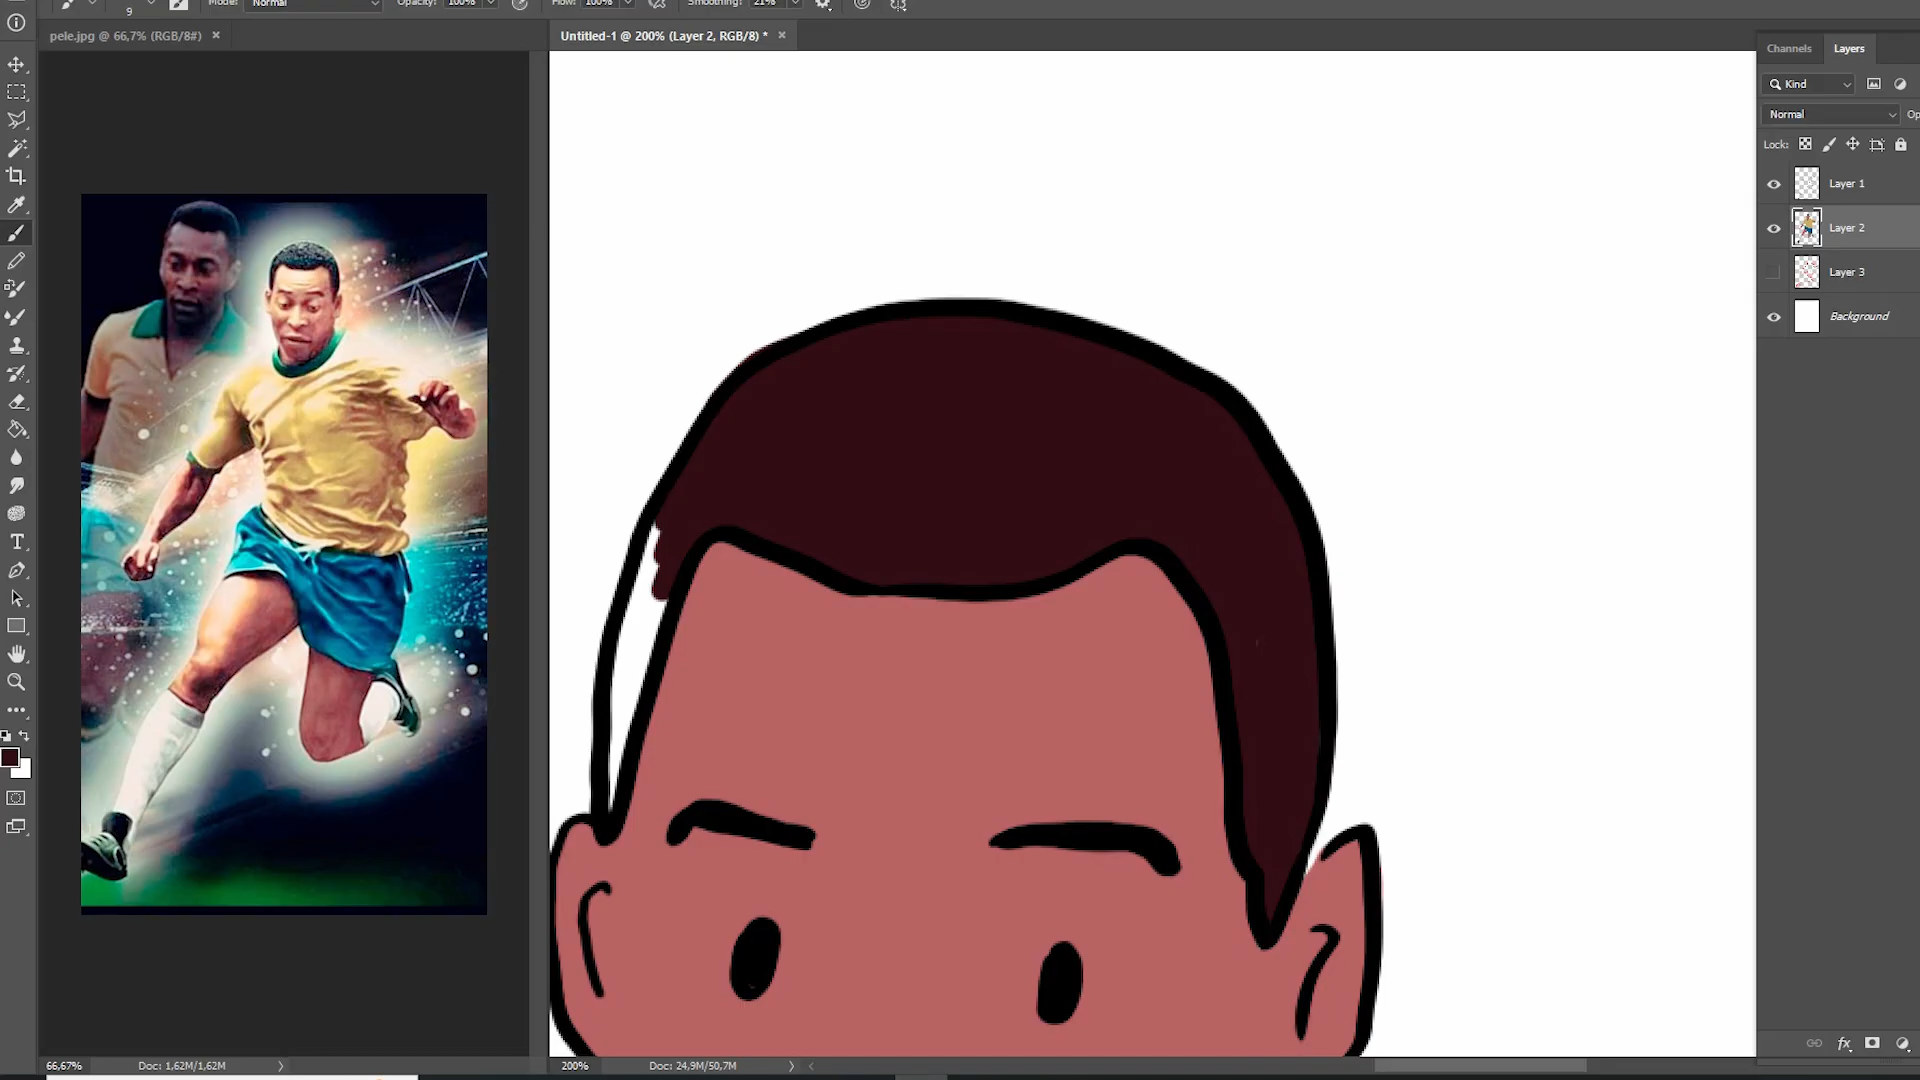 9 Mode: Normal Opacity: 100% Flow: 100% Smoothing: 21%
pele.jpg @ 66,7% (RGB/8#) ×
Untitled-1 @ 200% (Layer 2, RGB/8) * ×
Channels Layers
Kind
Normal Op
Lock:
Layer 1
Layer 2
Layer 3
Background
66,67% Doc: 1,62M/1,62M
200% Doc: 24,9M/50,7M